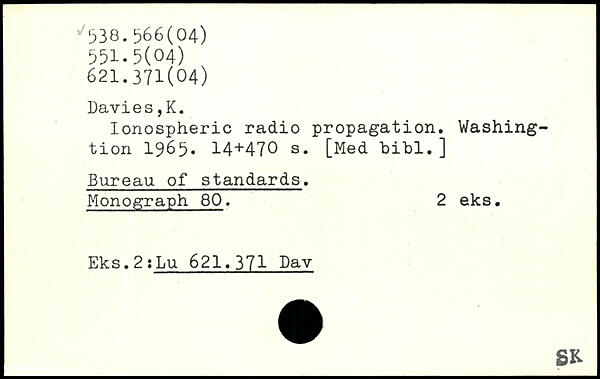 538.566(04)
551.5(04)
621.371(04)
Davies,K.
Ionospheric radio propagation. Washing-
tion 1965. 14+470 s. [Med bibl.]
Bureau of standards.
Monograph 80. 2 eks.
Eks.2:Lu 621.371 Dav
SK